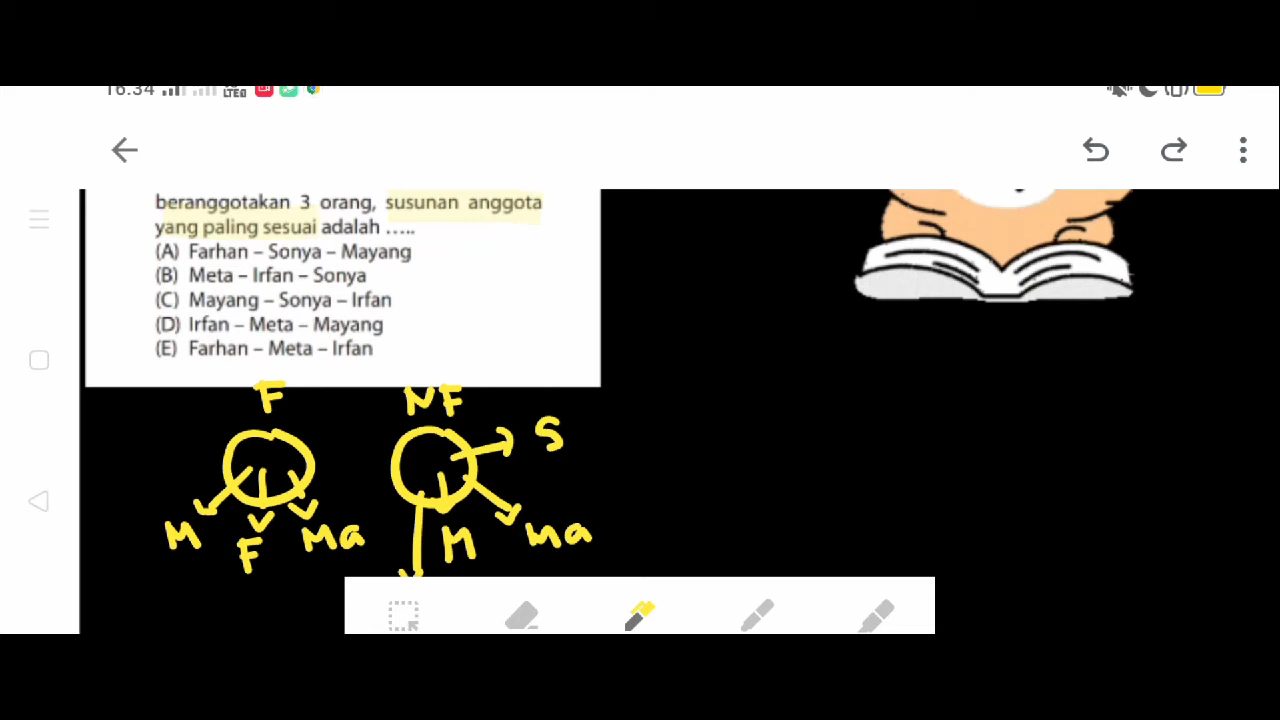 16.34 LTE
beranggotakan 3 orang, susunan anggota
yang paling sesuai adalah .....
(A) Farhan – Sonya – Mayang
(B) Meta – Irfan – Sonya
(C) Mayang – Sonya – Irfan
(D) Irfan – Meta – Mayang
(E) Farhan – Meta – Irfan
F NF
S
M F Ma M Ma